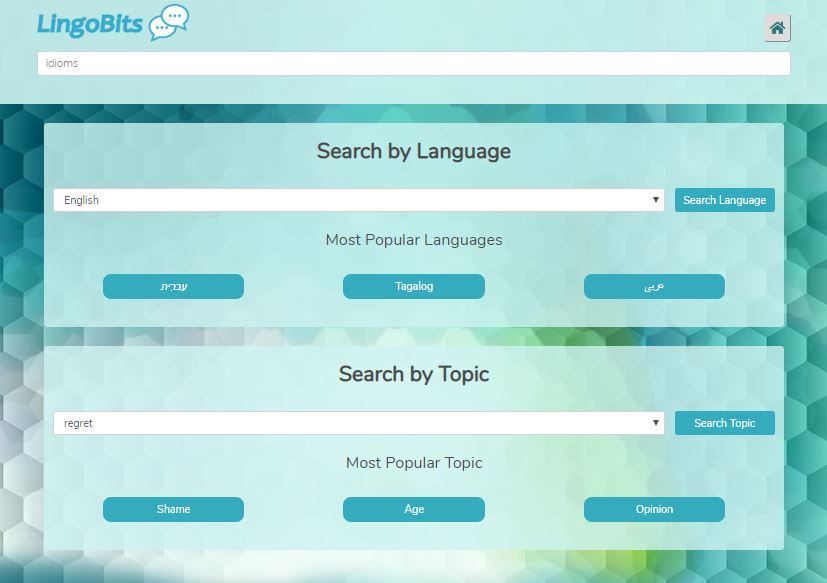 LingoBits
idioms
Search by Language
English
Search Language
Most Popular Languages
עברית
Tagalog
عربى
Search by Topic
regret
Search Topic
Most Popular Topic
Shame
Age
Opinion